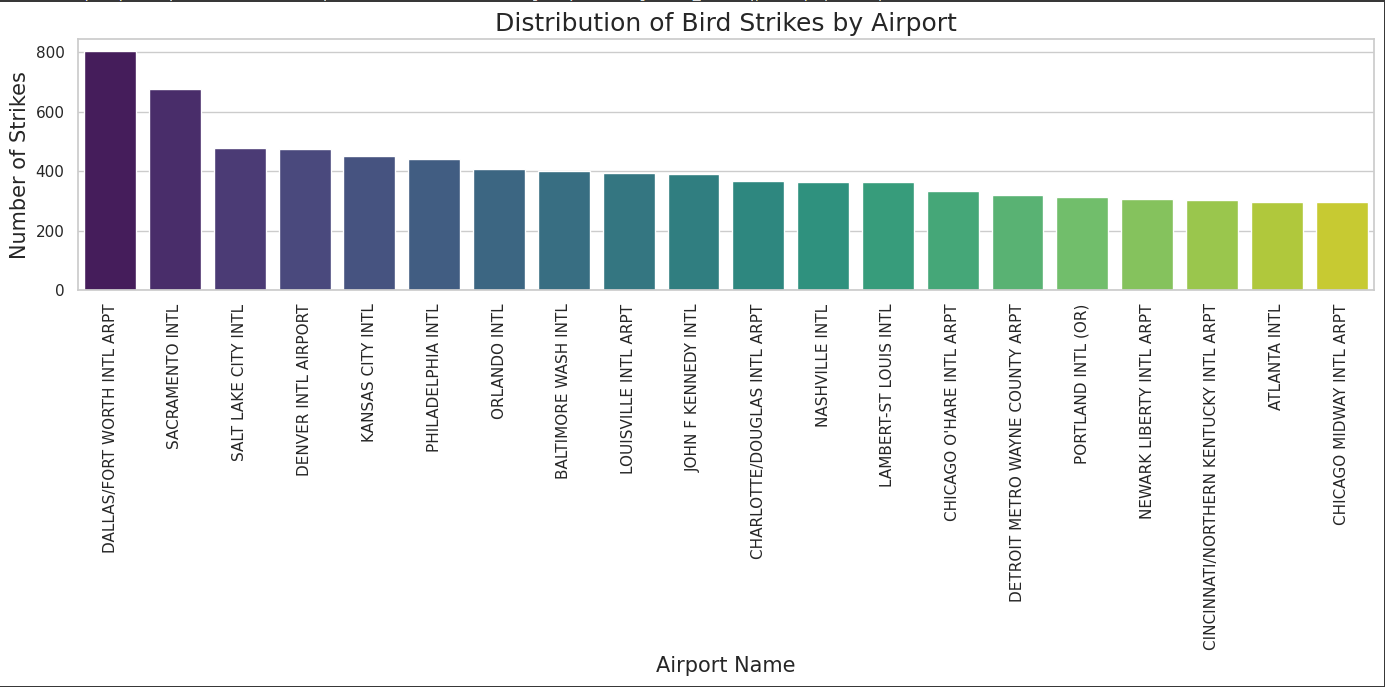 Distribution of Bird Strikes by Airport
Number of Strikes
800
600
400
200
0
DALLAS/FORT WORTH INTL ARPT
SACRAMENTO INTL
SALT LAKE CITY INTL
DENVER INTL AIRPORT
KANSAS CITY INTL
PHILADELPHIA INTL
ORLANDO INTL
BALTIMORE WASH INTL
LOUISVILLE INTL ARPT
JOHN F KENNEDY INTL
CHARLOTTE/DOUGLAS INTL ARPT
NASHVILLE INTL
LAMBERT-ST LOUIS INTL
CHICAGO O'HARE INTL ARPT
DETROIT METRO WAYNE COUNTY ARPT
PORTLAND INTL (OR)
NEWARK LIBERTY INTL ARPT
CINCINNATI/NORTHERN KENTUCKY INTL ARPT
ATLANTA INTL
CHICAGO MIDWAY INTL ARPT
Airport Name